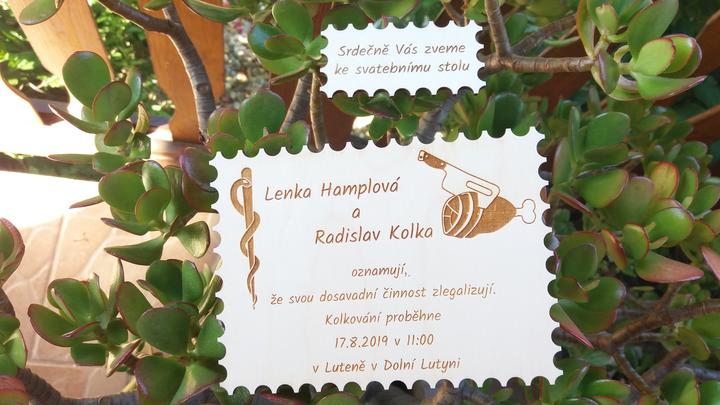 Srdečně Vás zveme
ke svatebnímu stolu
Lenka Hamplová
a
Radislav Kolka
oznamují,
že svou dosavadní činnost zlegalizují.
Kolkování proběhne
17.8.2019 v 11:00
v Luteně v Dolní Lutyni